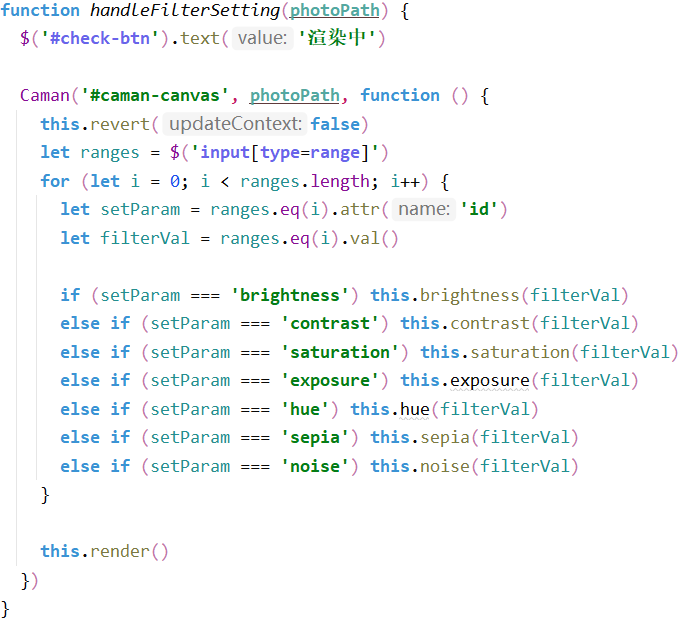 function handleFilterSetting(photoPath) {
$('#check-btn').text( value: '渲染中')
Caman('#caman-canvas', photoPath, function () {
this.revert( updateContext: false)
let ranges = $('input[type=range]')
for (let i = 0; i < ranges.length; i++) {
let setParam = ranges.eq(i).attr( name: 'id')
let filterVal = ranges.eq(i).val()
if (setParam === 'brightness') this.brightness(filterVal)
else if (setParam === 'contrast') this.contrast(filterVal)
else if (setParam === 'saturation') this.saturation(filterVal)
else if (setParam === 'exposure') this.exposure(filterVal)
else if (setParam === 'hue') this.hue(filterVal)
else if (setParam === 'sepia') this.sepia(filterVal)
else if (setParam === 'noise') this.noise(filterVal)
}
this.render()
})
}